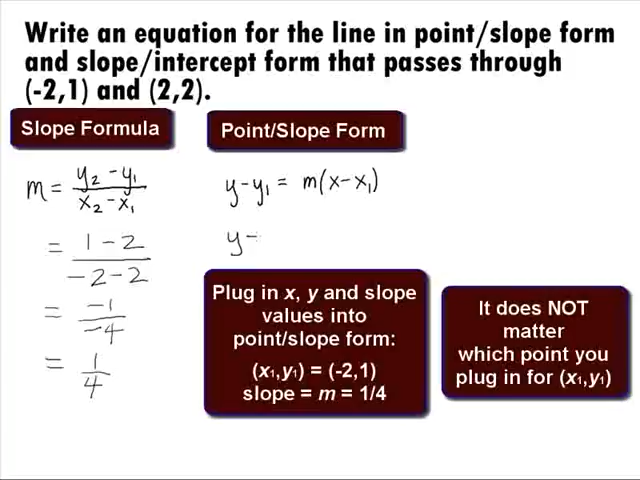 Write an equation for the line in point/slope form
and slope/intercept form that passes through
(-2,1) and (2,2).
Slope Formula
m = y₂ - y₁ / x₂ - x₁
= 1 - 2 / -2 - 2
= -1 / -4
= 1 / 4
Point/Slope Form
y - y₁ = m(x - x₁)
y -
Plug in x, y and slope
values into
point/slope form:
(x₁,y₁) = (-2,1)
slope = m = 1/4
It does NOT
matter
which point you
plug in for (x₁,y₁)